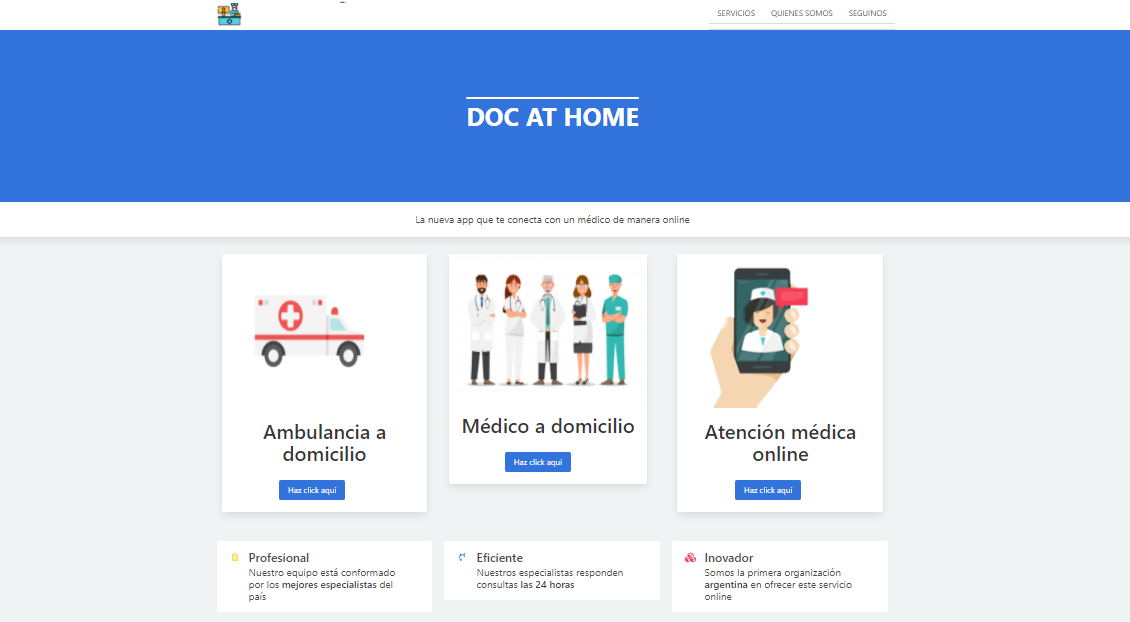 SERVICIOS QUIENES SOMOS SEGUINOS
DOC AT HOME
La nueva app que te conecta con un médico de manera online
Ambulancia a
domicilio
Haz click aquí
Médico a domicilio
Haz click aquí
Atención médica
online
Haz click aquí
Profesional
Nuestro equipo está conformado
por los mejores especialistas del
país
Eficiente
Nuestros especialistas responden
consultas las 24 horas
Inovador
Somos la primera organización
argentina en ofrecer este servicio
online